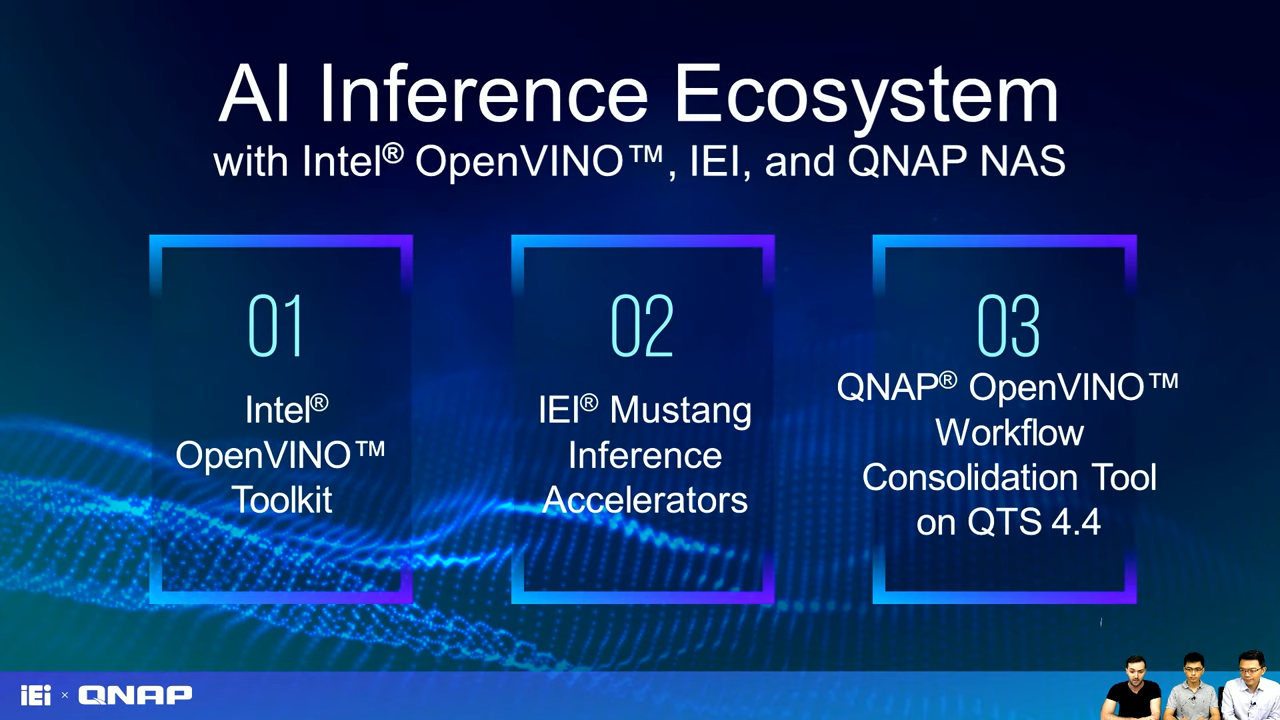 AI Inference Ecosystem
with Intel® OpenVINO™, IEI, and QNAP NAS
01
Intel®
OpenVINO™
Toolkit
02
IEI® Mustang
Inference
Accelerators
03
QNAP® OpenVINO™
Workflow
Consolidation Tool
on QTS 4.4
iEi × QNAP